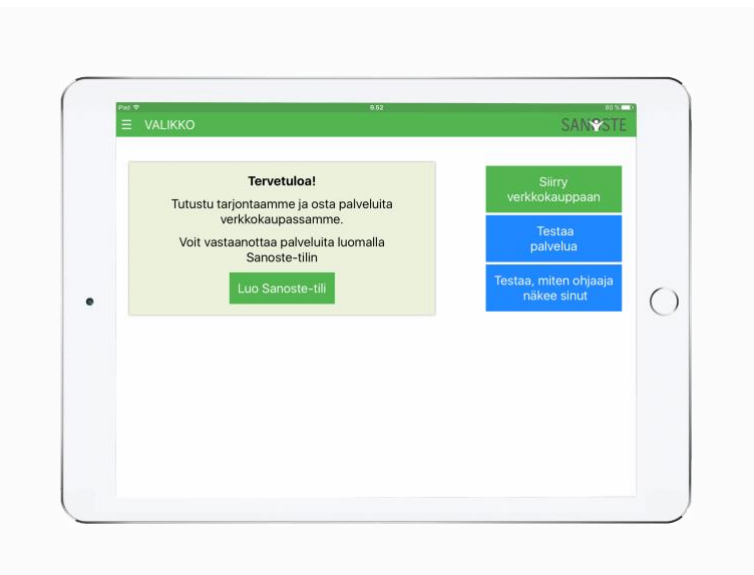 iPad 9.52 80 %
VALIKKO
SANOSTE
Tervetuloa!
Tutustu tarjontaamme ja osta palveluita
verkkokaupassamme.
Voit vastaanottaa palveluita luomalla
Sanoste-tilin
Luo Sanoste-tili
Siirry
verkkokauppaan
Testaa
palvelua
Testaa, miten ohjaaja
näkee sinut